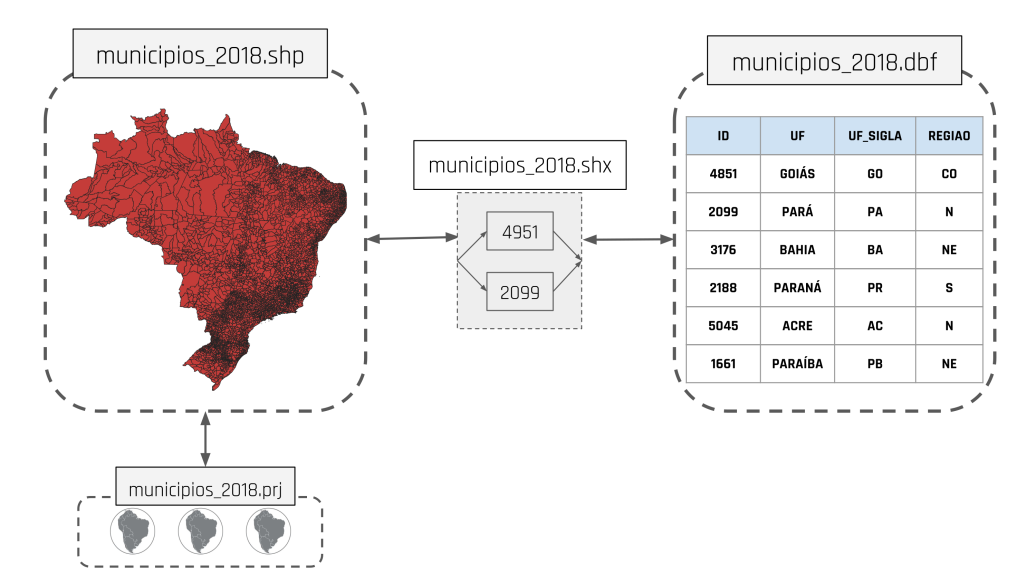 municipios_2018.shp
municipios_2018.dbf
municipios_2018.shx
4951
2099
ID UF UF_SIGLA REGIAO
4851 GOIÁS GO CO
2099 PARÁ PA N
3176 BAHIA BA NE
2188 PARANÁ PR S
5045 ACRE AC N
1661 PARAÍBA PB NE
municipios_2018.prj